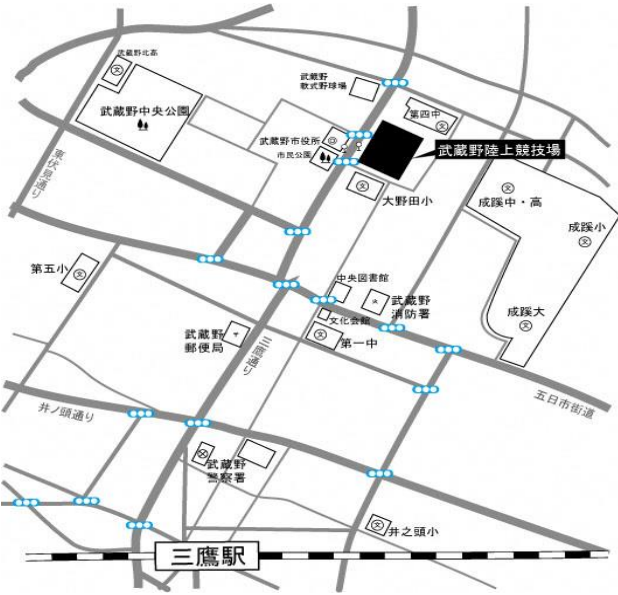 武蔵野北高
武蔵野
軟式野球場
武蔵野中央公園
第四中
武蔵野市役所
市民公園
武蔵野陸上競技場
東伏見通り
大野田小
成蹊中・高
成蹊小
第五小
中央図書館
武蔵野
消防署
成蹊大
文化会館
武蔵野
郵便局
三鷹通り
第一中
五日市街道
井ノ頭通り
武蔵野
警察署
井之頭小
三鷹駅